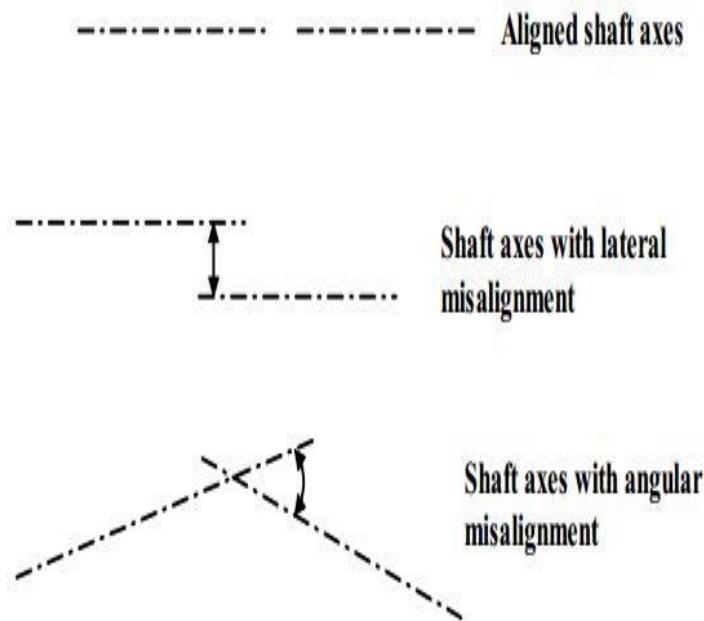 Aligned shaft axes
Shaft axes with lateral
misalignment
Shaft axes with angular
misalignment